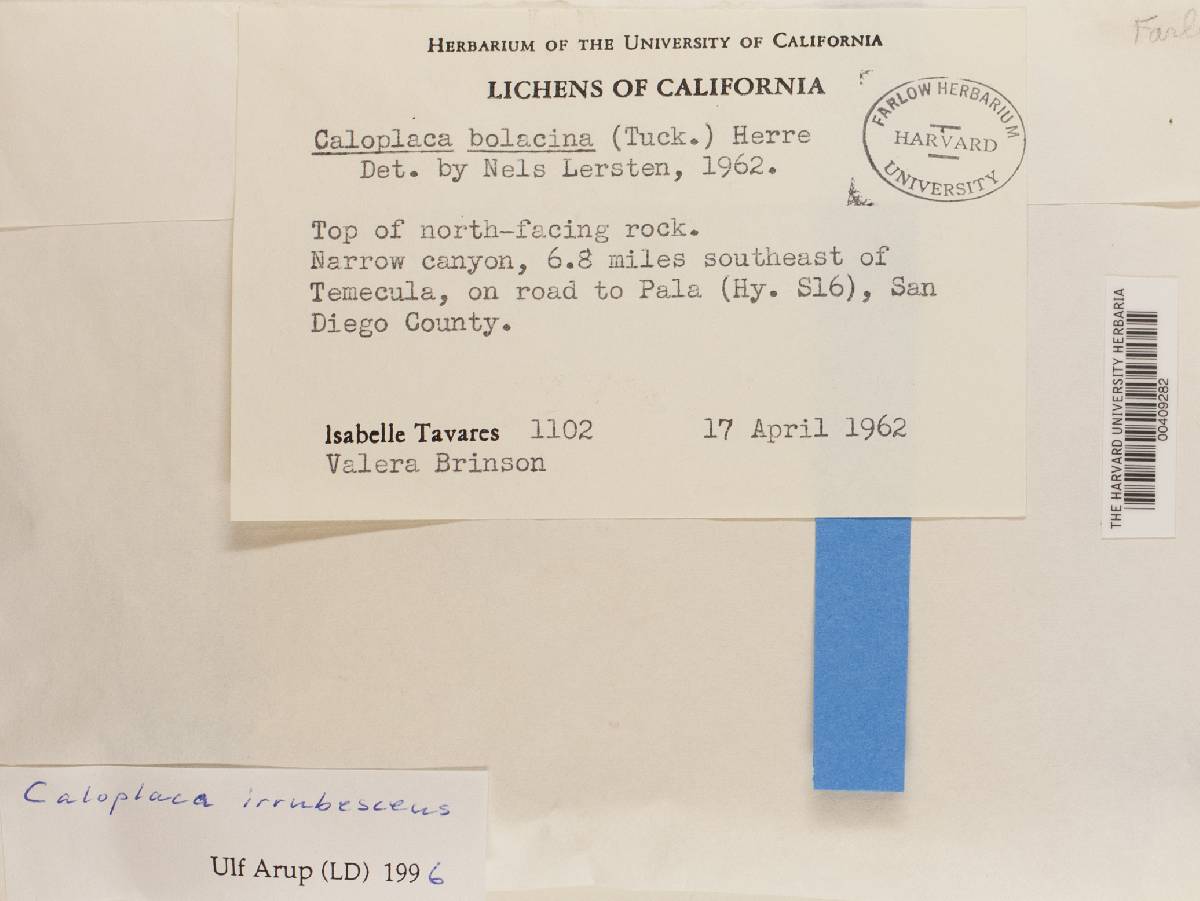 HERBARIUM OF THE UNIVERSITY OF CALIFORNIA
LICHENS OF CALIFORNIA
Caloplaca bolacina (Tuck.) Herre
Det. by Nels Lersten, 1962.
FARLOW HERBARIUM
HARVARD
UNIVERSITY
Top of north-facing rock.
Narrow canyon, 6.8 miles southeast of
Temecula, on road to Pala (Hy. S16), San
Diego County.
Isabelle Tavares 1102 17 April 1962
Valera Brinson
THE HARVARD UNIVERSITY HERBARIA
00409282
Caloplaca irrubescens
Ulf Arup (LD) 1996